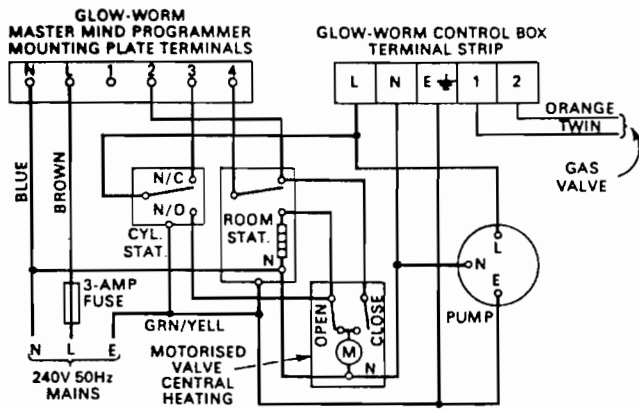 GLOW-WORM
MASTER MIND PROGRAMMER
MOUNTING PLATE TERMINALS
N L 1 2 3 4
GLOW-WORM CONTROL BOX
TERMINAL STRIP
L N E 1 2
ORANGE
TWIN
GAS
VALVE
BLUE
BROWN
N/C
N/O
CYL.
STAT.
ROOM
STAT.
N
3-AMP
FUSE
GRN/YELL
N L E
240V 50Hz
MAINS
MOTORISED
VALVE
CENTRAL
HEATING
OPEN
CLOSE
M
N
L
N
E
PUMP